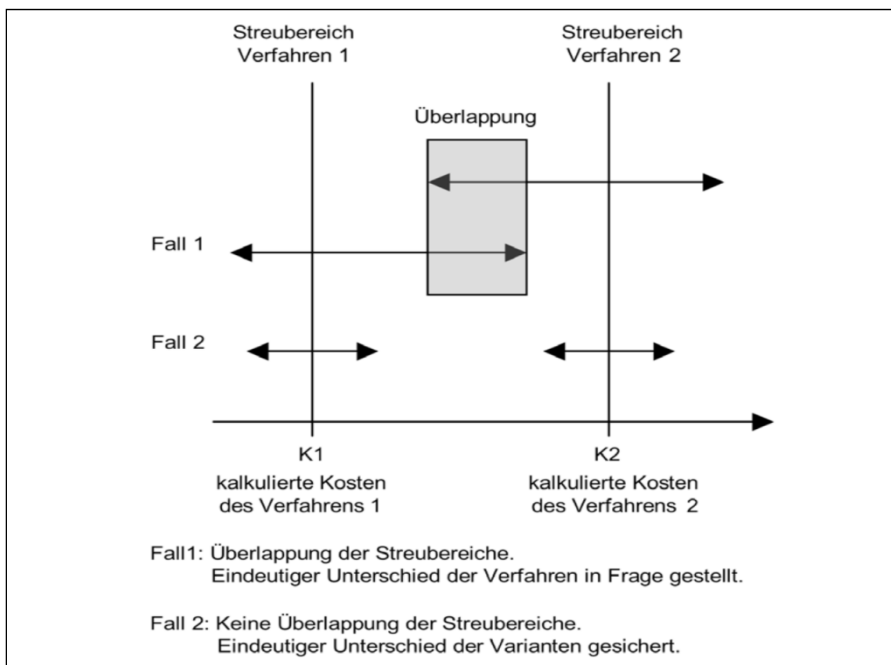 Streubereich
Verfahren 1
Streubereich
Verfahren 2
Überlappung
Fall 1
Fall 2
K1
kalkulierte Kosten
des Verfahrens 1
K2
kalkulierte Kosten
des Verfahrens 2
Fall1: Überlappung der Streubereiche.
Eindeutiger Unterschied der Verfahren in Frage gestellt.
Fall 2: Keine Überlappung der Streubereiche.
Eindeutiger Unterschied der Varianten gesichert.